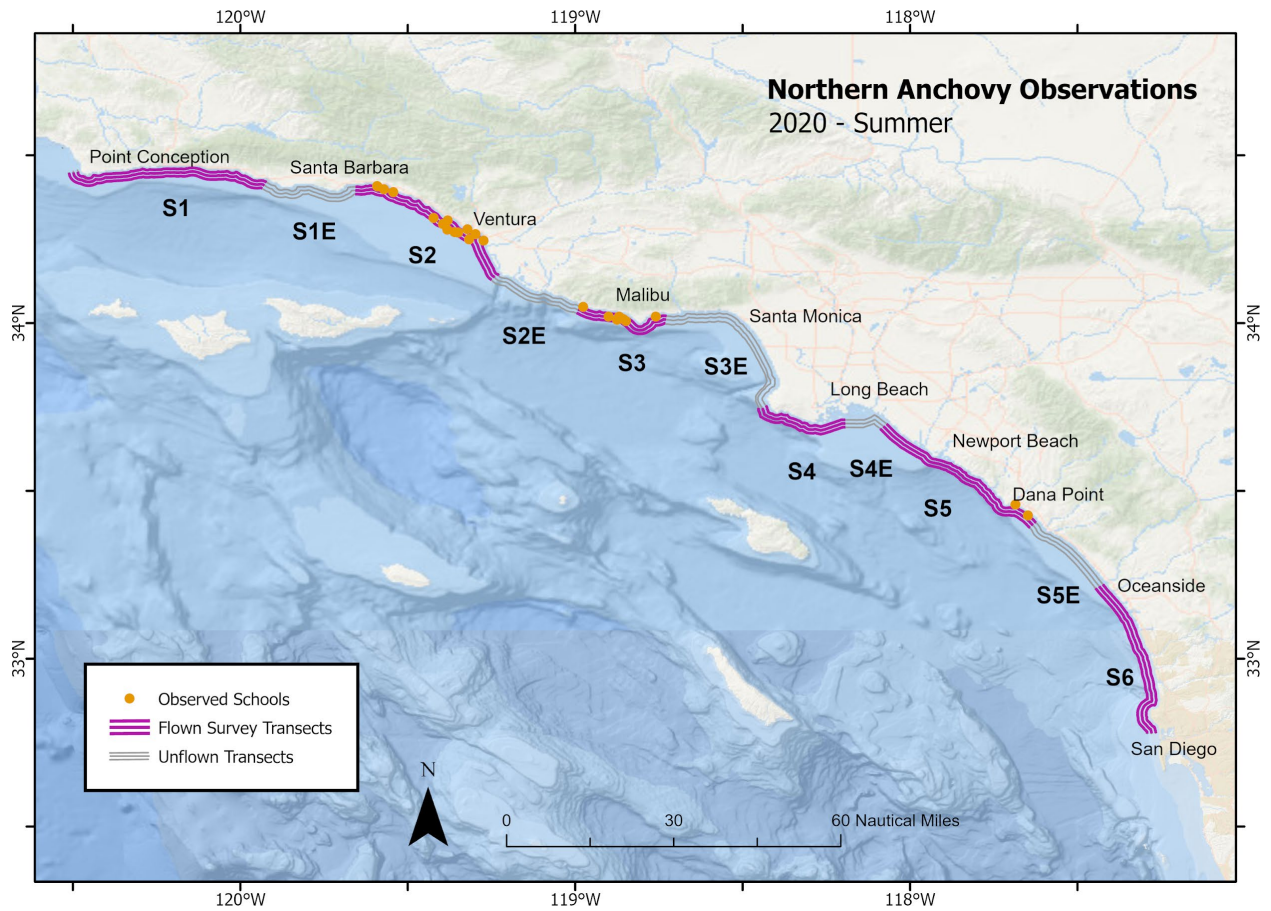 120°W
119°W
118°W
Northern Anchovy Observations
2020 - Summer
Point Conception
Santa Barbara
S1
S1E
Ventura
S2
Malibu
34°N
34°N
Santa Monica
S2E
S3
S3E
Long Beach
Newport Beach
S4
S4E
Dana Point
S5
Oceanside
S5E
33°N
33°N
S6
Observed Schools
Flown Survey Transects
Unflown Transects
San Diego
N
0
30
60 Nautical Miles
120°W
119°W
118°W